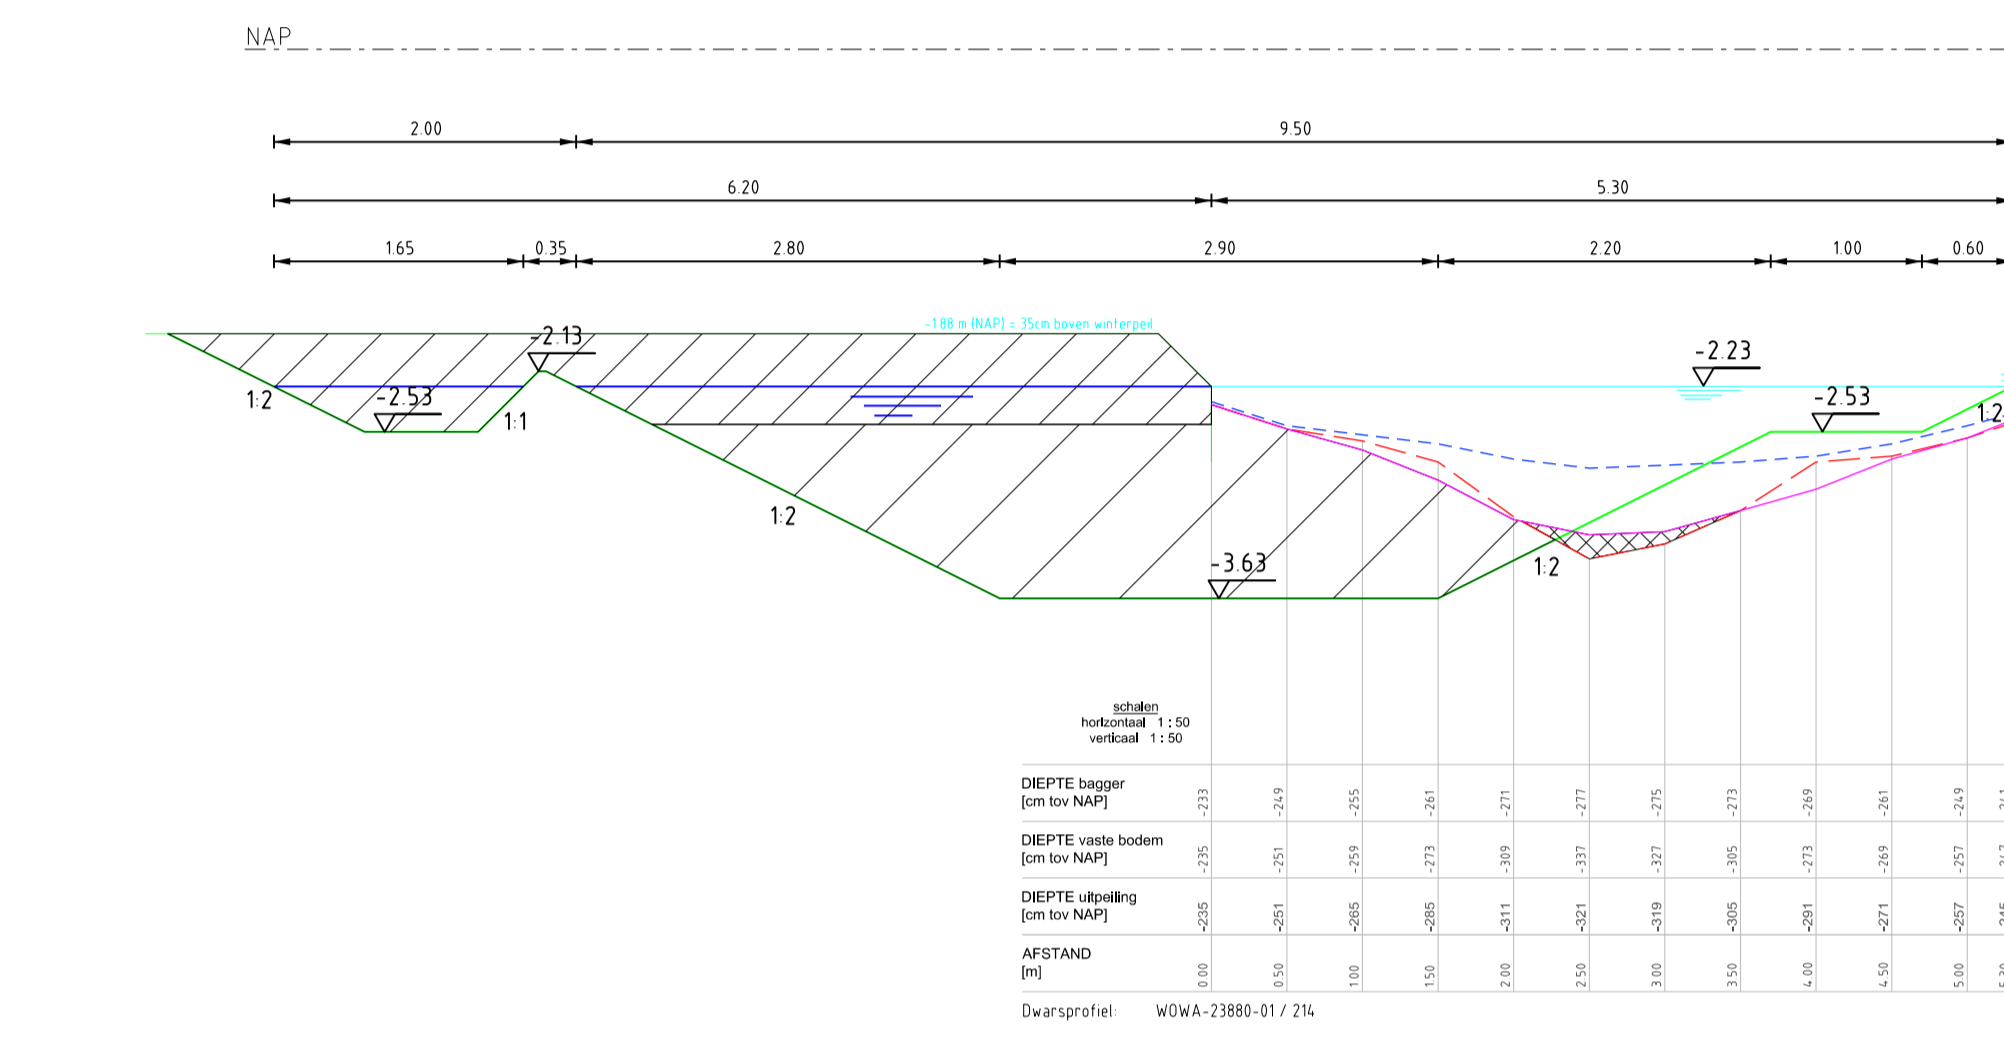 NAP
2.00 9.50
6.20 5.30
1.65 0.35 2.80 2.90 2.20 1.00 0.60
-1.88 m (NAP) = 35cm boven winterpeil
-2.13
-2.23
-2.53
-2.53
1:2
1:1
1:2
1:2
1:2
-3.63
schalen
horizontaal 1 : 50
verticaal 1 : 50
DIEPTE bagger
[cm tov NAP] -233 -249 -255 -261 -271 -277 -275 -273 -269 -261 -249
DIEPTE vaste bodem
[cm tov NAP] -235 -251 -259 -273 -309 -337 -327 -305 -273 -269 -257
DIEPTE uitpeiling
[cm tov NAP] -235 -251 -265 -285 -311 -321 -319 -305 -291 -271 -257
AFSTAND
[m] 0.00 0.50 1.00 1.50 2.00 2.50 3.00 3.50 4.00 4.50 5.00
Dwarsprofiel: WOWA-23880-01 / 214